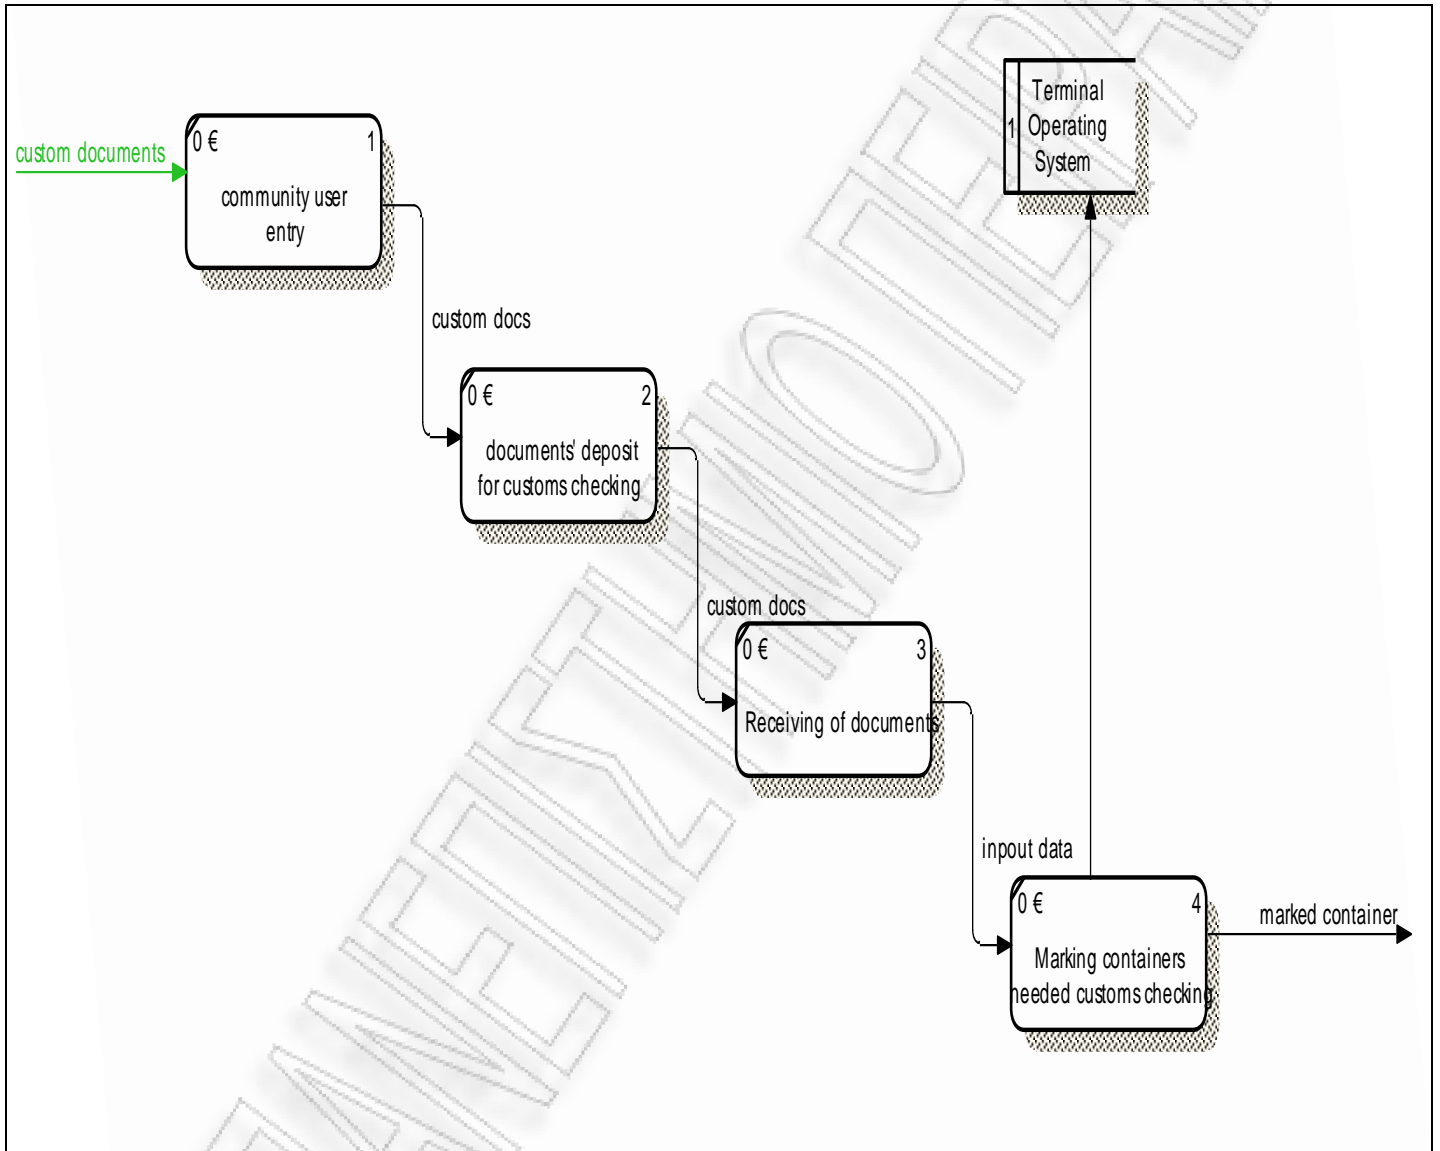 custom documents
0 € 1
community user
entry
custom docs
0 € 2
documents' deposit
for customs checking
custom docs
0 € 3
Receiving of documents
inpout data
0 € 4
Marking containers
needed customs checking
marked container
1
Terminal
Operating
System
ΠΑΝΕΠΙΣΤΗΜΙΟ ΠΕΙΡΑΙ